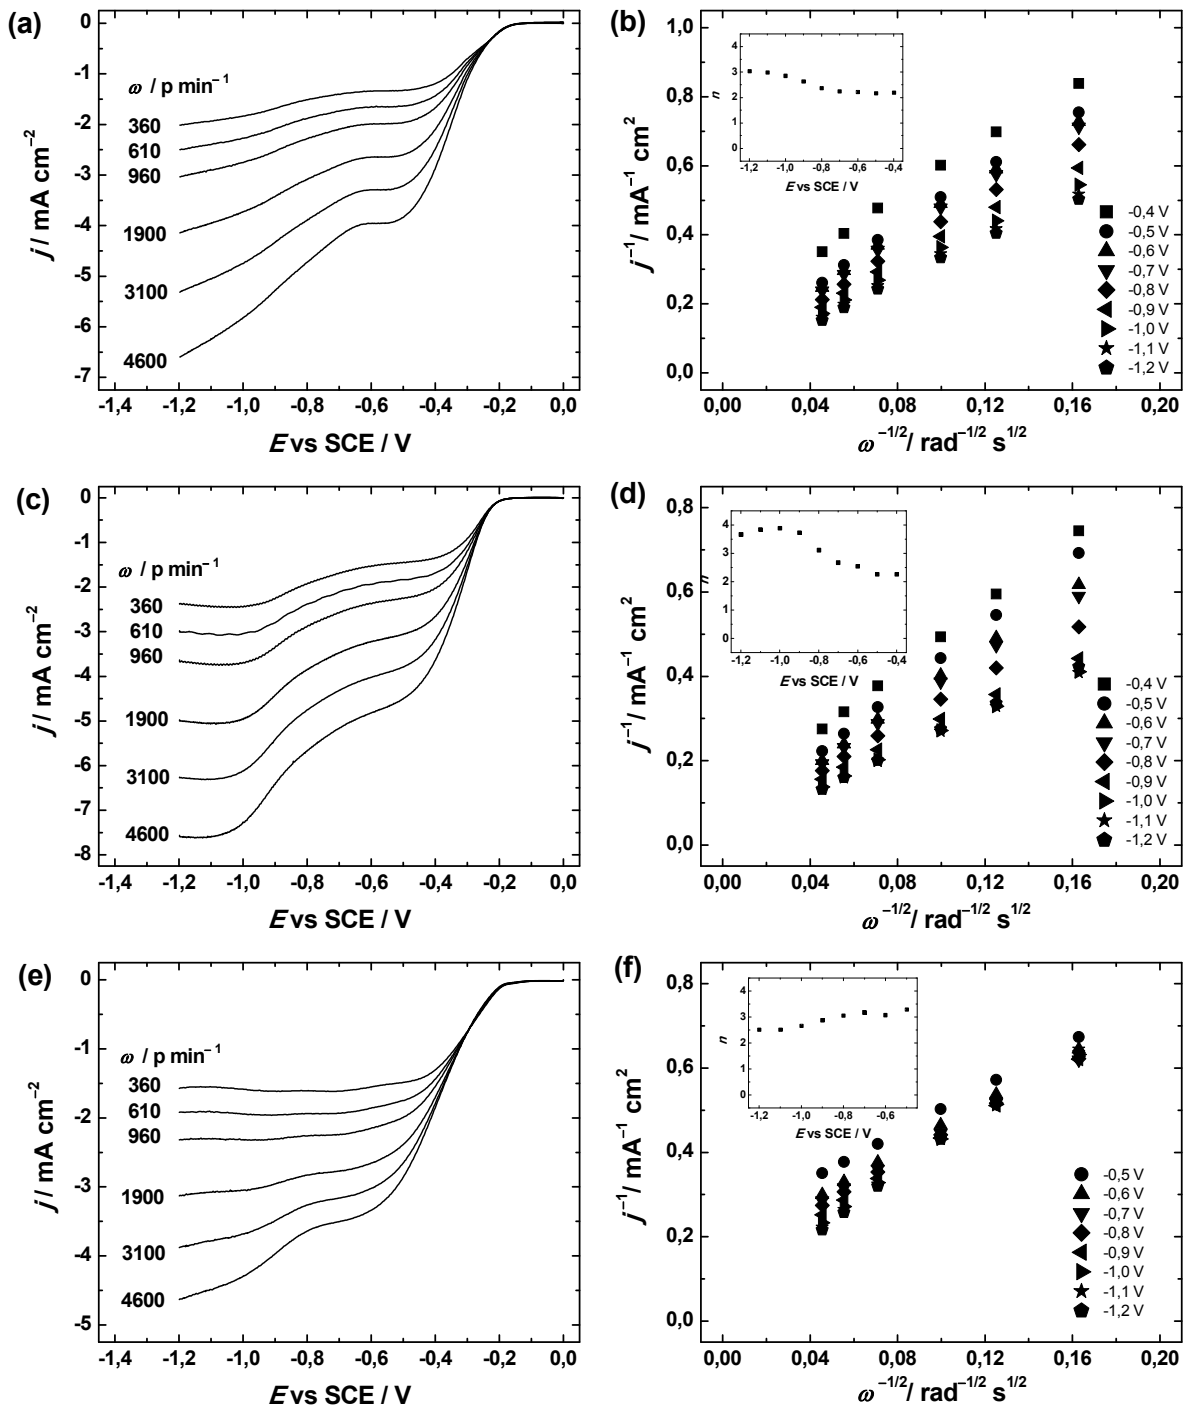 (a)
0
-1
-2
-3
-4
-5
-6
-7
j / mA cm⁻²
ω / p min⁻¹
360
610
960
1900
3100
4600
-1,4 -1,2 -1,0 -0,8 -0,6 -0,4 -0,2 0,0
E vs SCE / V
(b)
1,0
0,8
0,6
0,4
0,2
0,0
j⁻¹/ mA⁻¹ cm²
4
3
2
1
0
n
-1,2 -1,0 -0,8 -0,6 -0,4
E vs SCE / V
-0,4 V
-0,5 V
-0,6 V
-0,7 V
-0,8 V
-0,9 V
-1,0 V
-1,1 V
-1,2 V
0,00 0,04 0,08 0,12 0,16 0,20
ω⁻¹/²/ rad⁻¹/² s¹/²
(c)
0
-1
-2
-3
-4
-5
-6
-7
-8
j / mA cm⁻²
ω / p min⁻¹
360
610
960
1900
3100
4600
-1,4 -1,2 -1,0 -0,8 -0,6 -0,4 -0,2 0,0
E vs SCE / V
(d)
0,8
0,6
0,4
0,2
0,0
j⁻¹/ mA⁻¹ cm²
4
3
2
1
0
n
-1,2 -1,0 -0,8 -0,6 -0,4
E vs SCE / V
-0,4 V
-0,5 V
-0,6 V
-0,7 V
-0,8 V
-0,9 V
-1,0 V
-1,1 V
-1,2 V
0,00 0,04 0,08 0,12 0,16 0,20
ω⁻¹/²/ rad⁻¹/² s¹/²
(e)
0
-1
-2
-3
-4
-5
j / mA cm⁻²
ω / p min⁻¹
360
610
960
1900
3100
4600
-1,4 -1,2 -1,0 -0,8 -0,6 -0,4 -0,2 0,0
E vs SCE / V
(f)
0,8
0,6
0,4
0,2
0,0
j⁻¹/ mA⁻¹ cm²
4
3
2
1
0
n
-1,2 -1,0 -0,8 -0,6
E vs SCE / V
-0,5 V
-0,6 V
-0,7 V
-0,8 V
-0,9 V
-1,0 V
-1,1 V
-1,2 V
0,00 0,04 0,08 0,12 0,16 0,20
ω⁻¹/²/ rad⁻¹/² s¹/²